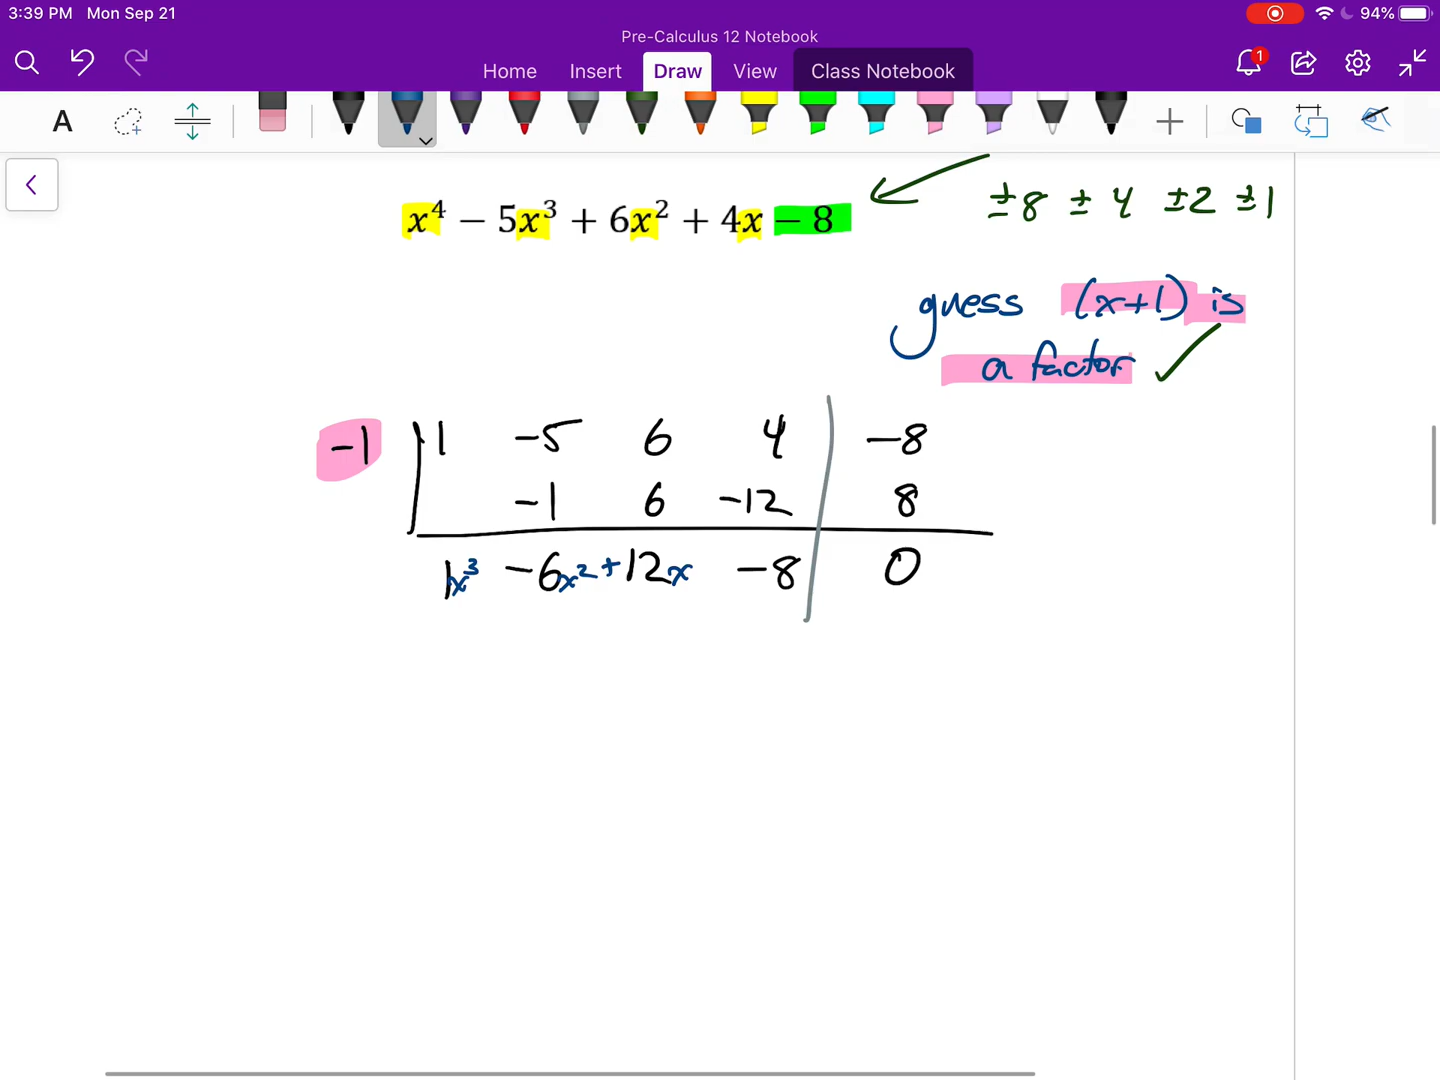 3:39 PM Mon Sep 21
94%
Pre-Calculus 12 Notebook
Home Insert Draw View Class Notebook
1
A
x⁴ − 5x³ + 6x² + 4x − 8
±8 ±4 ±2 ±1
guess (x+1) is
a factor ✓
-1 | 1 -5 6 4 | -8
-1 6 -12 | 8
1x³ -6x² +12x -8 | 0